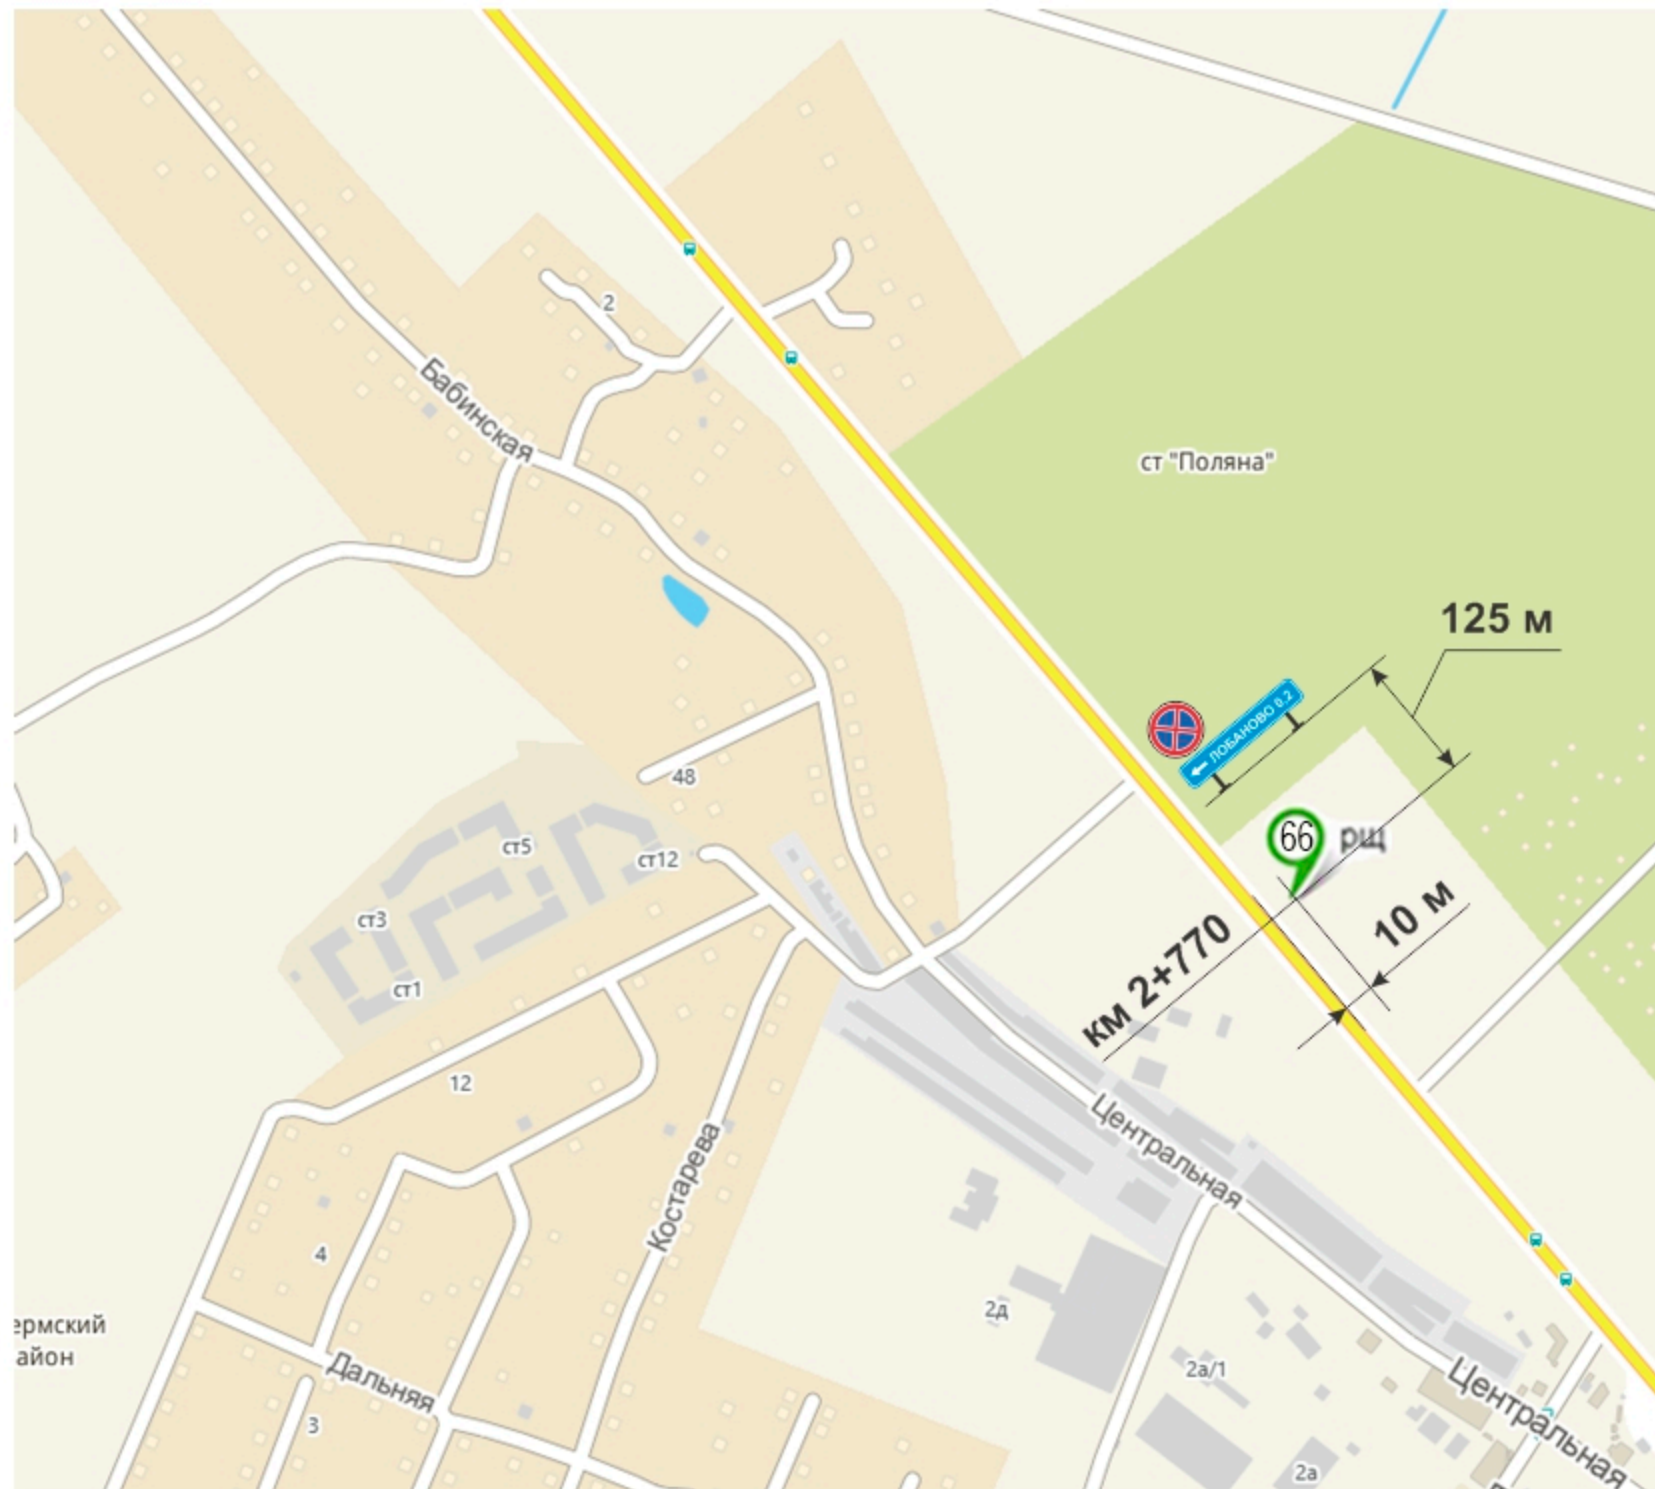 2
Бабинская
ст "Поляна"
125 м
ЛОБАНОВО 0,2
48
66 рщ
ст5
ст12
ст3
ст1
10 м
км 2+770
12
Центральная
Костарева
4
2д
ермский
айон
Дальняя
2а/1
Центральная
3
2а